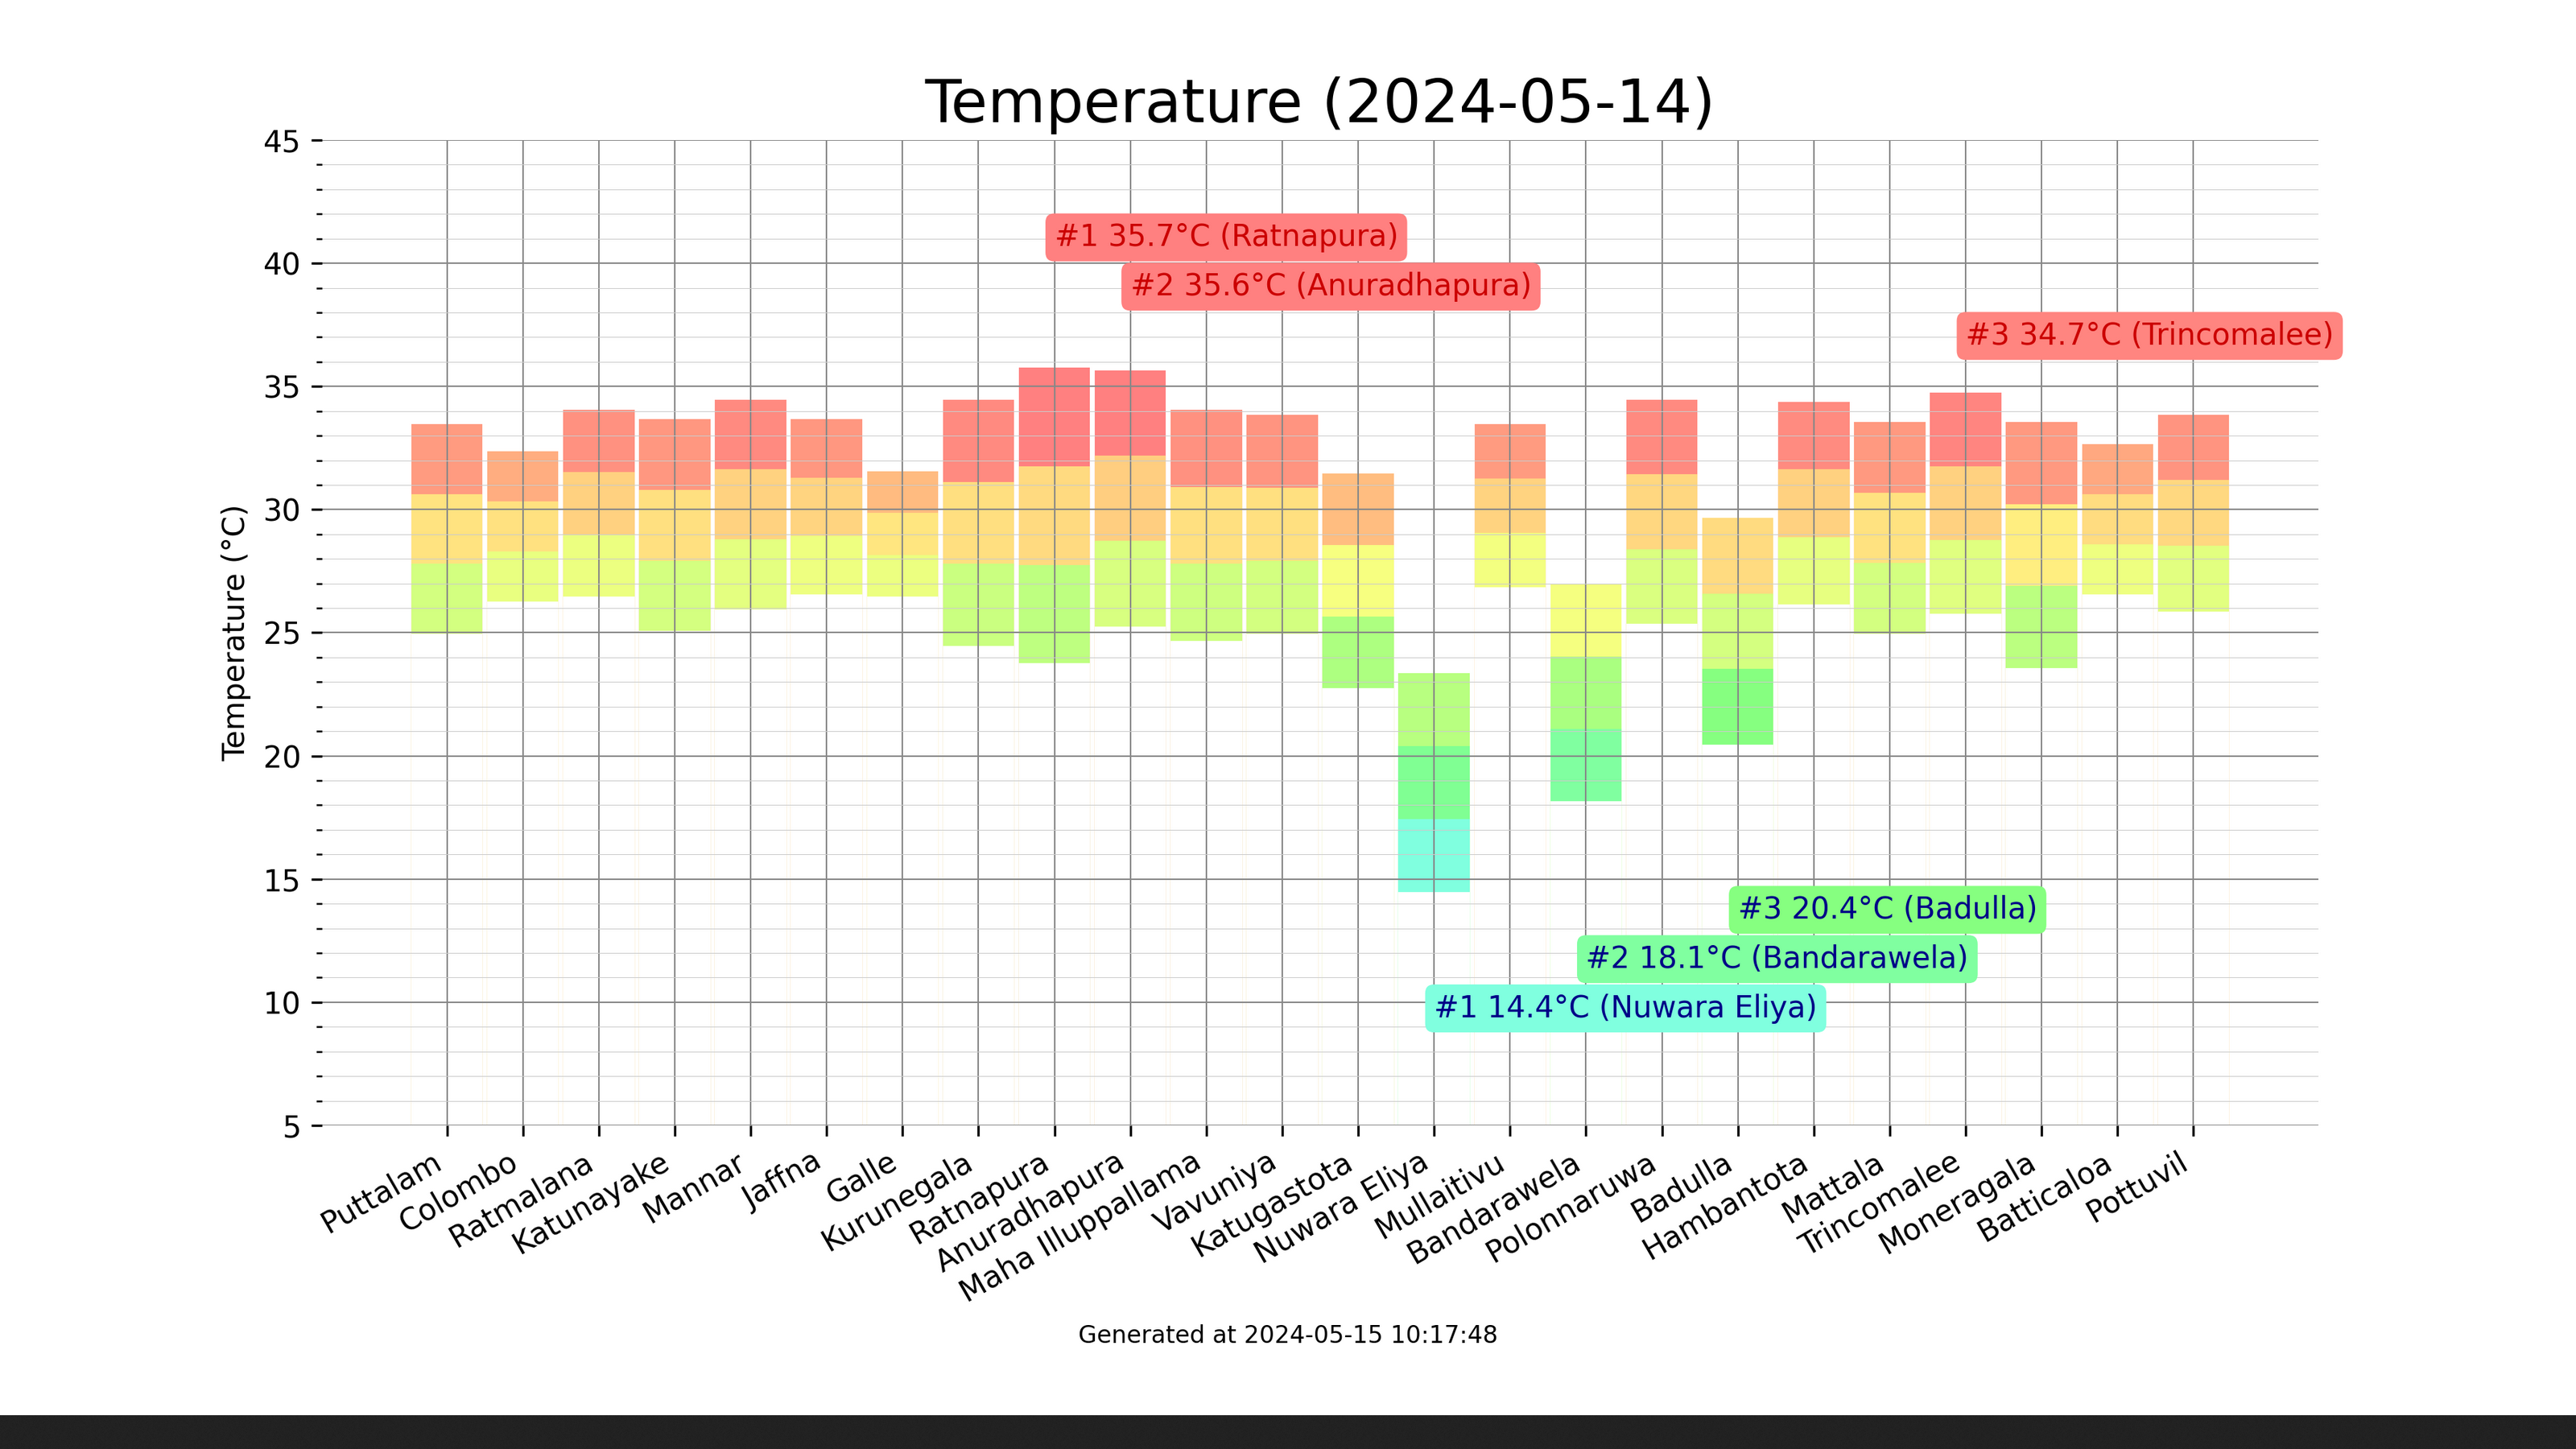 Temperature (2024-05-14)
45
40
35
30
25
20
15
10
5
Temperature (°C)
#1 35.7°C (Ratnapura)
#2 35.6°C (Anuradhapura)
#3 34.7°C (Trincomalee)
#3 20.4°C (Badulla)
#2 18.1°C (Bandarawela)
#1 14.4°C (Nuwara Eliya)
Puttalam
Colombo
Ratmalana
Katunayake
Mannar
Jaffna
Galle
Kurunegala
Ratnapura
Anuradhapura
Maha Illuppallama
Vavuniya
Katugastota
Nuwara Eliya
Mullaitivu
Bandarawela
Polonnaruwa
Badulla
Hambantota
Mattala
Trincomalee
Moneragala
Batticaloa
Pottuvil
Generated at 2024-05-15 10:17:48